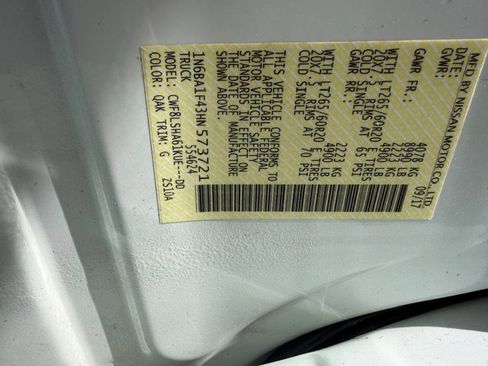 MFD BY NISSAN MOTOR CO., LTD. 09/17
GVWR: 4078 KG
8990 LB
GAWR FR: 2223 KG
4900 LB
WITH LT265/60R20 E TIRES
20X7.5 RIMS AT 65 PSI
COLD SINGLE
GAWR RR: 2223 KG
4900 LB
WITH LT265/60R20 E TIRES
20X7.5 RIMS AT 70 PSI
COLD SINGLE
THIS VEHICLE CONFORMS TO
ALL APPLICABLE FEDERAL
MOTOR VEHICLE SAFETY
STANDARDS IN EFFECT ON
THE DATE OF MANUFACTURE
SHOWN ABOVE.
1N6BA1F43HN573721
TRUCK 554624
MODEL: CWF8LSHA61KUE---DD
COLOR: QAK TRIM: G ZS10A